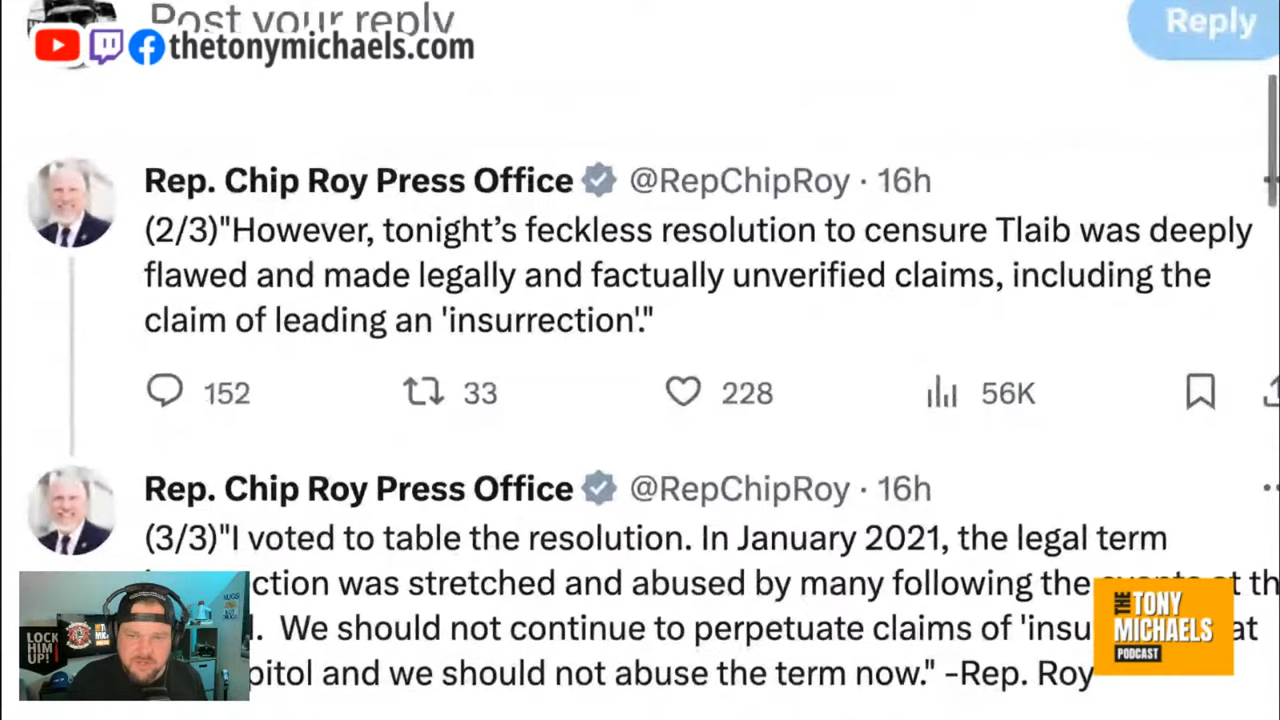 Post your reply
Reply
thetonymichaels.com
Rep. Chip Roy Press Office @RepChipRoy · 16h
(2/3)"However, tonight’s feckless resolution to censure Tlaib was deeply
flawed and made legally and factually unverified claims, including the
claim of leading an 'insurrection'."
152 33 228 56K
Rep. Chip Roy Press Office @RepChipRoy · 16h
(3/3)"I voted to table the resolution. In January 2021, the legal term
ction was stretched and abused by many following the events at th
. We should not continue to perpetuate claims of 'insu at
pitol and we should not abuse the term now." -Rep. Roy
LOCK
HIM
UP!
THE
TONY
MICHAELS
PODCAST